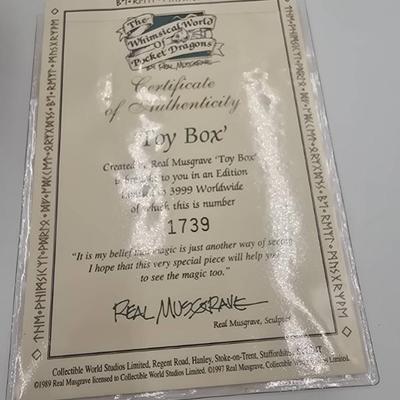 The
Whimsical World
Of
Pocket Dragons
BY REAL MUSGRAVE
Certificate
of Authenticity
'Toy Box'
Created by Real Musgrave 'Toy Box'
is brought to you in an Edition
Limited to 3999 Worldwide
of which this is number
1739
"It is my belief that magic is just another way of seeing
I hope that this very special piece will help you
to see the magic too."
REAL MUSGRAVE
Real Musgrave, Sculptor
Collectible World Studios Limited, Regent Road, Hanley, Stoke-on-Trent, Staffordshire
©1989 Real Musgrave licensed to Collectible World Studios Limited. ©1997 Real Musgrave.